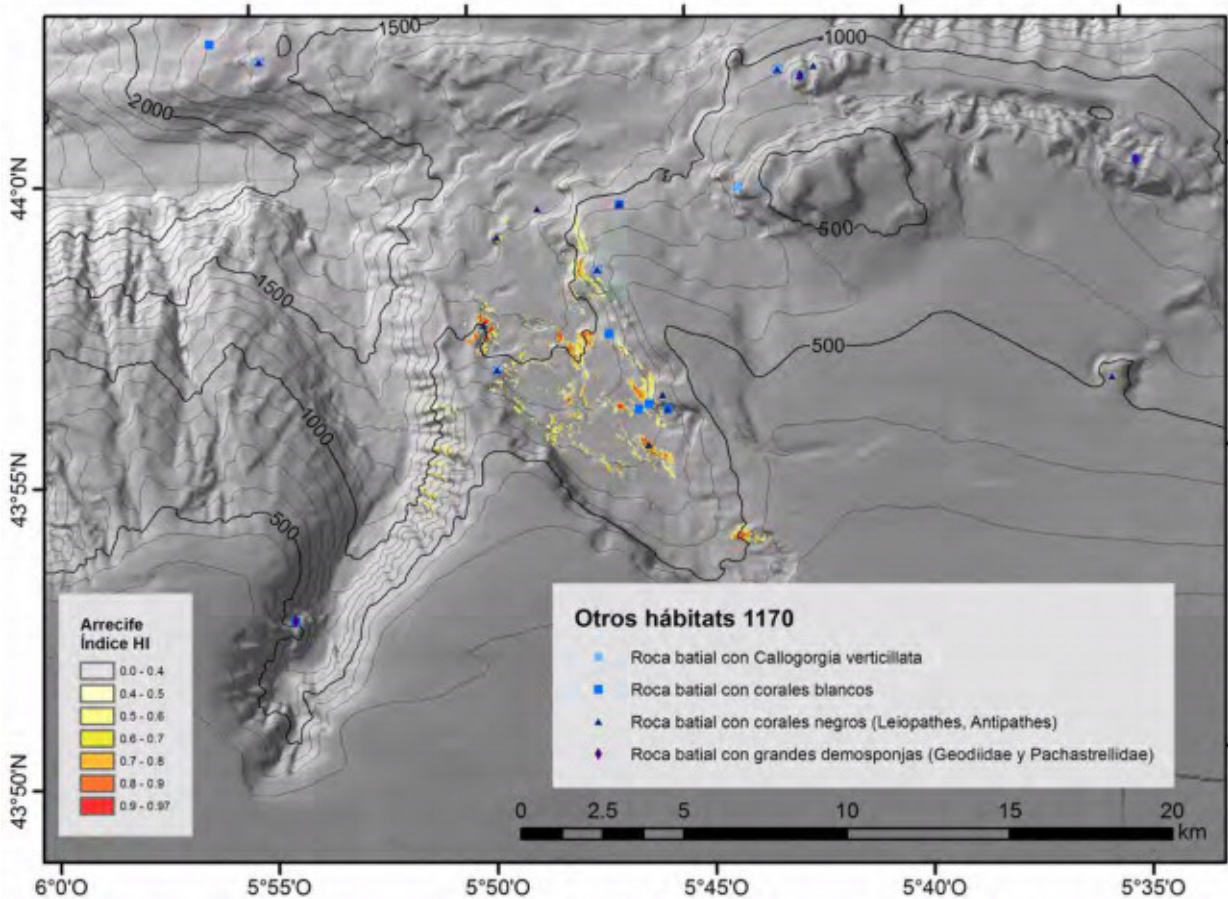 1500
1000
2000
500
1500
500
1000
500
44°0'N
43°55'N
43°50'N
Arrecife
Índice HI
0.0 - 0.4
0.4 - 0.5
0.5 - 0.6
0.6 - 0.7
0.7 - 0.8
0.8 - 0.9
0.9 - 0.97
Otros hábitats 1170
Roca batial con Callogorgia verticillata
Roca batial con corales blancos
Roca batial con corales negros (Leiopathes, Antipathes)
Roca batial con grandes demosponjas (Geodiidae y Pachastrellidae)
0 2.5 5 10 15 20
km
6°0'O 5°55'O 5°50'O 5°45'O 5°40'O 5°35'O